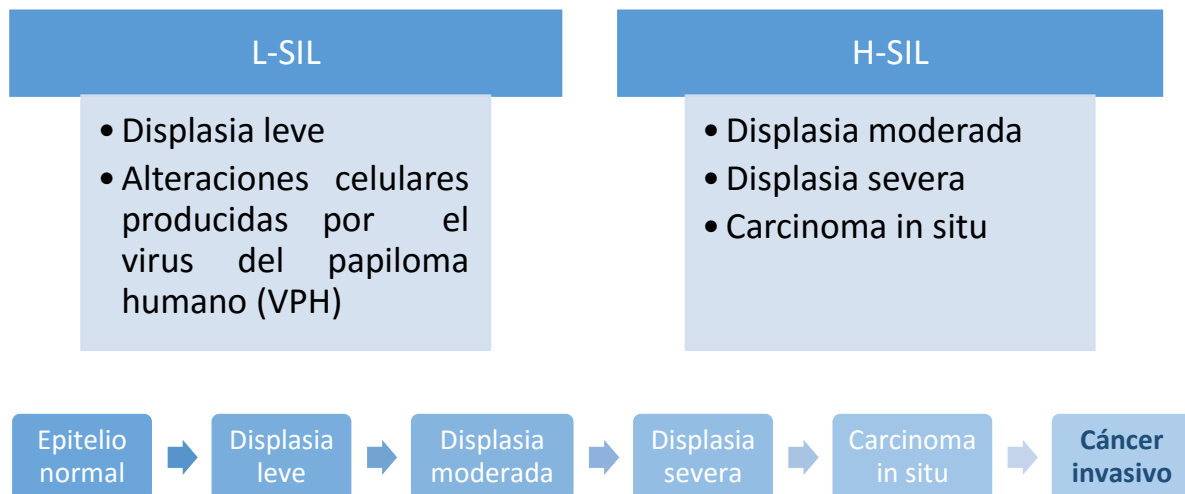 L-SIL
• Displasia leve
• Alteraciones celulares
producidas por el
virus del papiloma
humano (VPH)
H-SIL
• Displasia moderada
• Displasia severa
• Carcinoma in situ
Epitelio
normal
Displasia
leve
Displasia
moderada
Displasia
severa
Carcinoma
in situ
Cáncer
invasivo